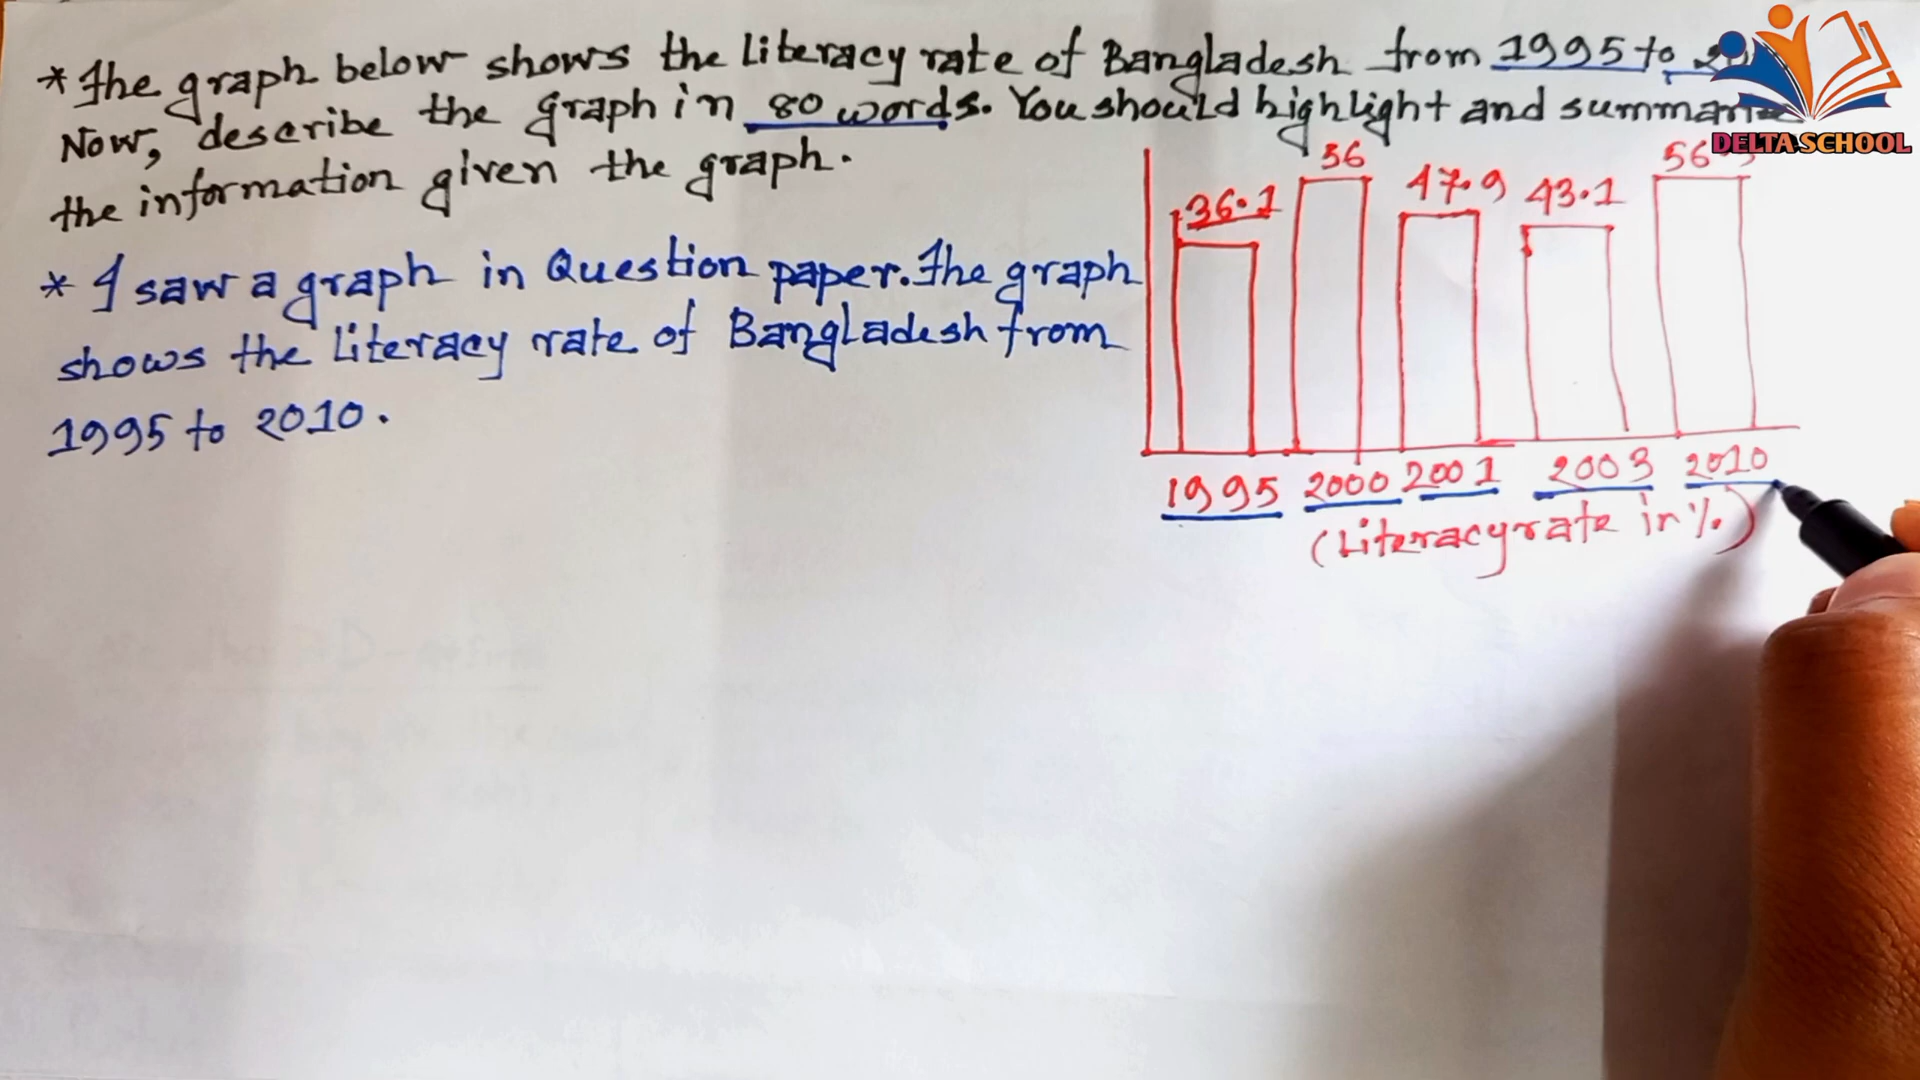 * The graph below shows the literacy rate of Bangladesh from 1995 to
Now, describe the graph in 80 words. You should highlight and
the information given the graph.
DELTA SCHOOL
* I saw a graph in Question paper. The graph
shows the literacy rate of Bangladesh from
1995 to 2010.
36.1 56 47.9 43.1
1995 2000 2001 2003 2010
(Literacy rate in %)